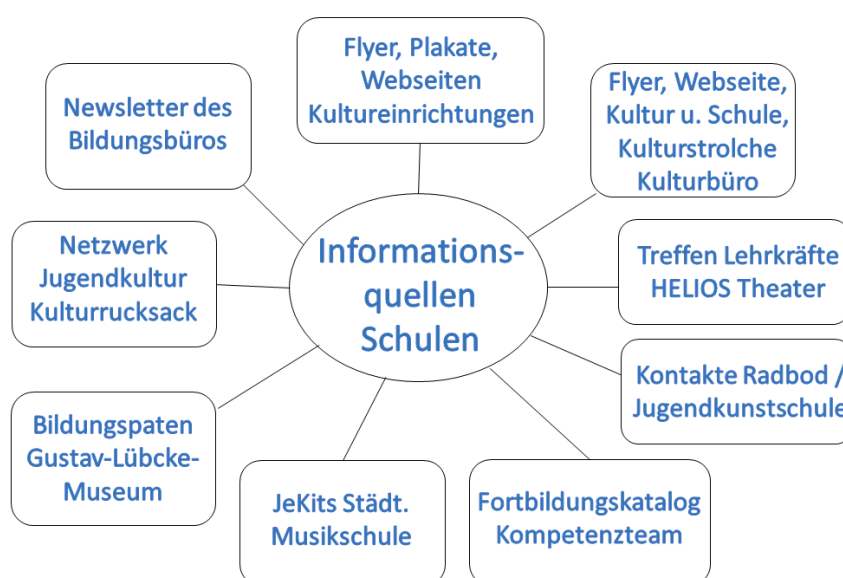 Flyer, Plakate,
Webseiten
Kultureinrichtungen
Flyer, Webseite,
Kultur u. Schule,
Kulturstrolche
Kulturbüro
Newsletter des
Bildungsbüros
Informations-
quellen
Schulen
Netzwerk
Jugendkultur
Kulturrucksack
Treffen Lehrkräfte
HELIOS Theater
Kontakte Radbod /
Jugendkunstschule
Bildungspaten
Gustav-Lübcke-
Museum
JeKits Städt.
Musikschule
Fortbildungskatalog
Kompetenzteam